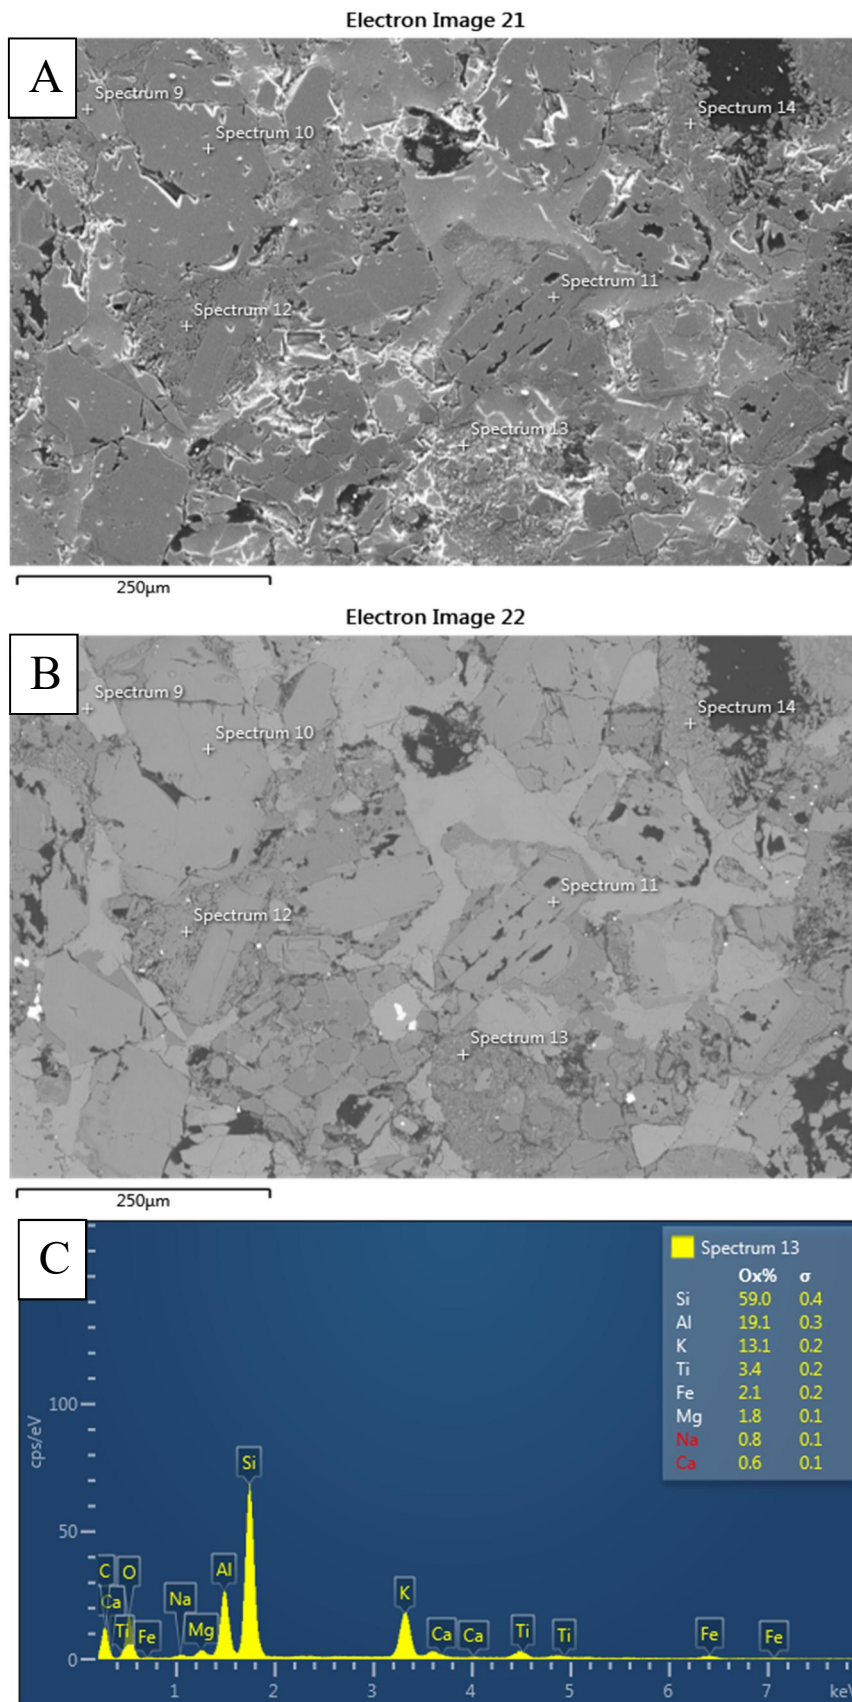 Electron Image 21
A
Spectrum 9
Spectrum 14
Spectrum 10
Spectrum 11
Spectrum 12
Spectrum 13
250µm
Electron Image 22
B
Spectrum 9
Spectrum 14
Spectrum 10
Spectrum 11
Spectrum 12
Spectrum 13
250µm
C
Spectrum 13
Ox% σ
Si 59.0 0.4
Al 19.1 0.3
K 13.1 0.2
Ti 3.4 0.2
Fe 2.1 0.2
Mg 1.8 0.1
Na 0.8 0.1
Ca 0.6 0.1
cps/eV
100
50
0
Si
C O Al
Ca Na K
Ti Fe Mg Ca Ca Ti Ti Fe Fe
1 2 3 4 5 6 7